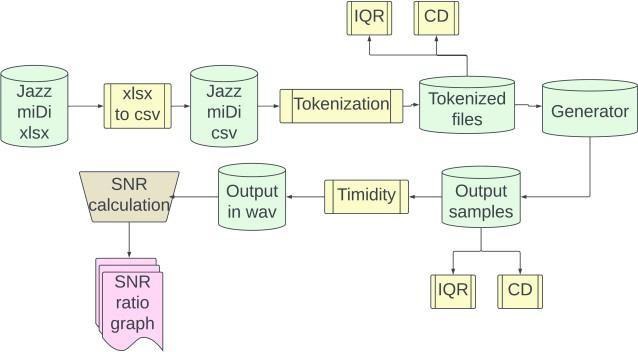 IQR
CD
Jazz
miDi
xlsx
xlsx
to csv
Jazz
miDi
csv
Tokenization
Tokenized
files
Generator
SNR
calculation
Output
in wav
Timidity
Output
samples
IQR
CD
SNR
ratio
graph